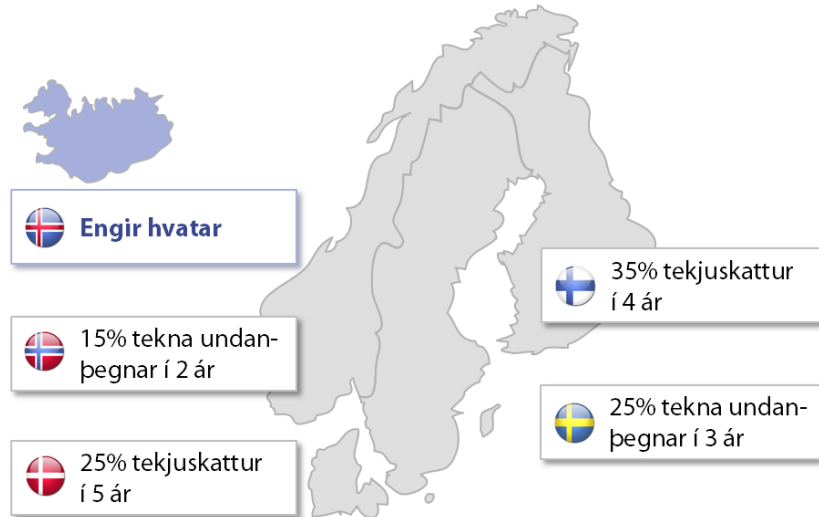 Engir hvatar
15% tekna undan-
þegnar í 2 ár
25% tekjuskattur
í 5 ár
35% tekjuskattur
í 4 ár
25% tekna undan-
þegnar í 3 ár